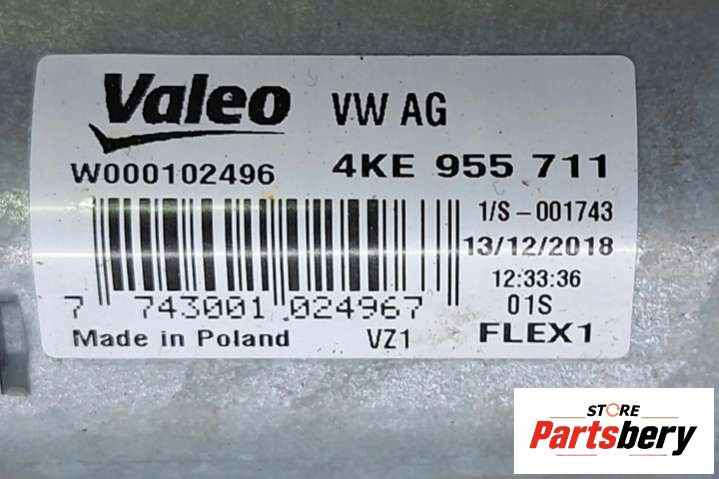 Valeo VW AG
W000102496 4KE 955 711
1/S-001743
13/12/2018
12:33:36
7 743001 024967 01S
Made in Poland VZ1 FLEX1
STORE
Partsbery